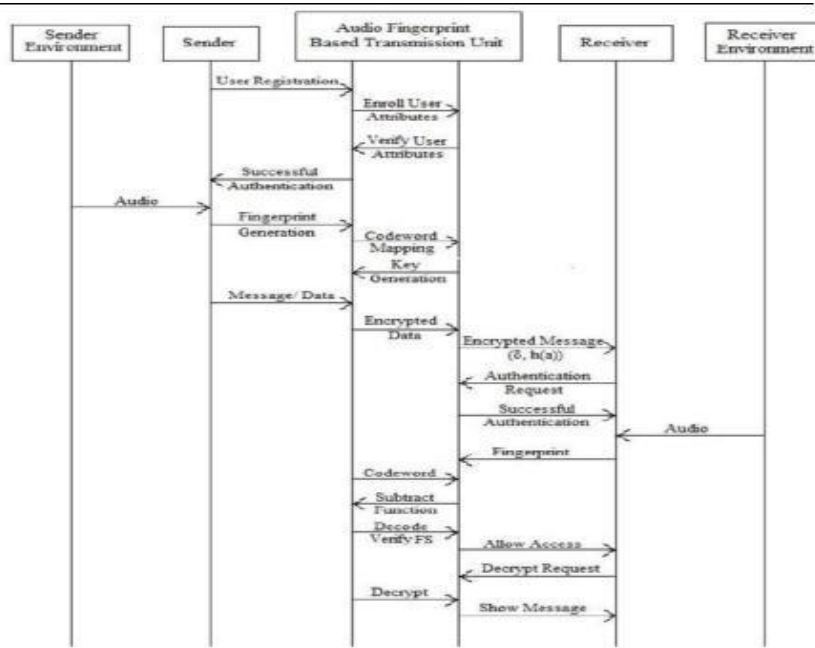 Sender
Environment
Sender
Audio Fingerprint
Based Transmission Unit
Receiver
Receiver
Environment
User Registration
Enroll User
Attributes
Verify User
Attributes
Successful
Authentication
Audio
Fingerprint
Generation
Codeword
Mapping
Key
Generation
Message/ Data
Encrypted
Data
Encrypted Message
(δ, h(a))
Authentication
Request
Successful
Authentication
Audio
Fingerprint
Codeword
Subtract
Function
Decode
Verify FS
Allow Access
Decrypt Request
Decrypt
Show Message